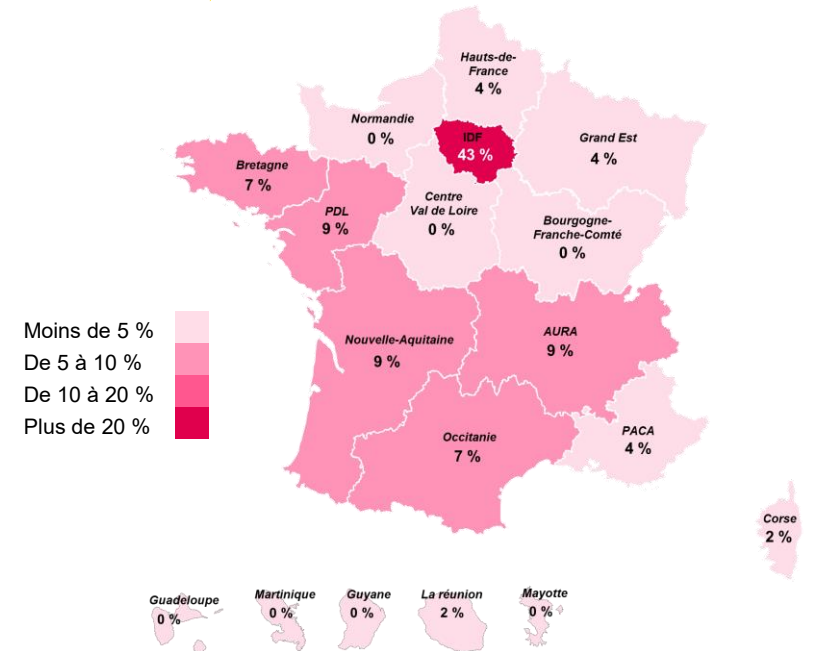 Hauts-de-
France
4 %
Normandie
0 %
IDF
43 %
Grand Est
4 %
Bretagne
7 %
PDL
9 %
Centre
Val de Loire
0 %
Bourgogne-
Franche-Comté
0 %
Moins de 5 %
De 5 à 10 %
De 10 à 20 %
Plus de 20 %
Nouvelle-Aquitaine
9 %
AURA
9 %
Occitanie
7 %
PACA
4 %
Corse
2 %
Guadeloupe
0 %
Martinique
0 %
Guyane
0 %
La réunion
2 %
Mayotte
0 %